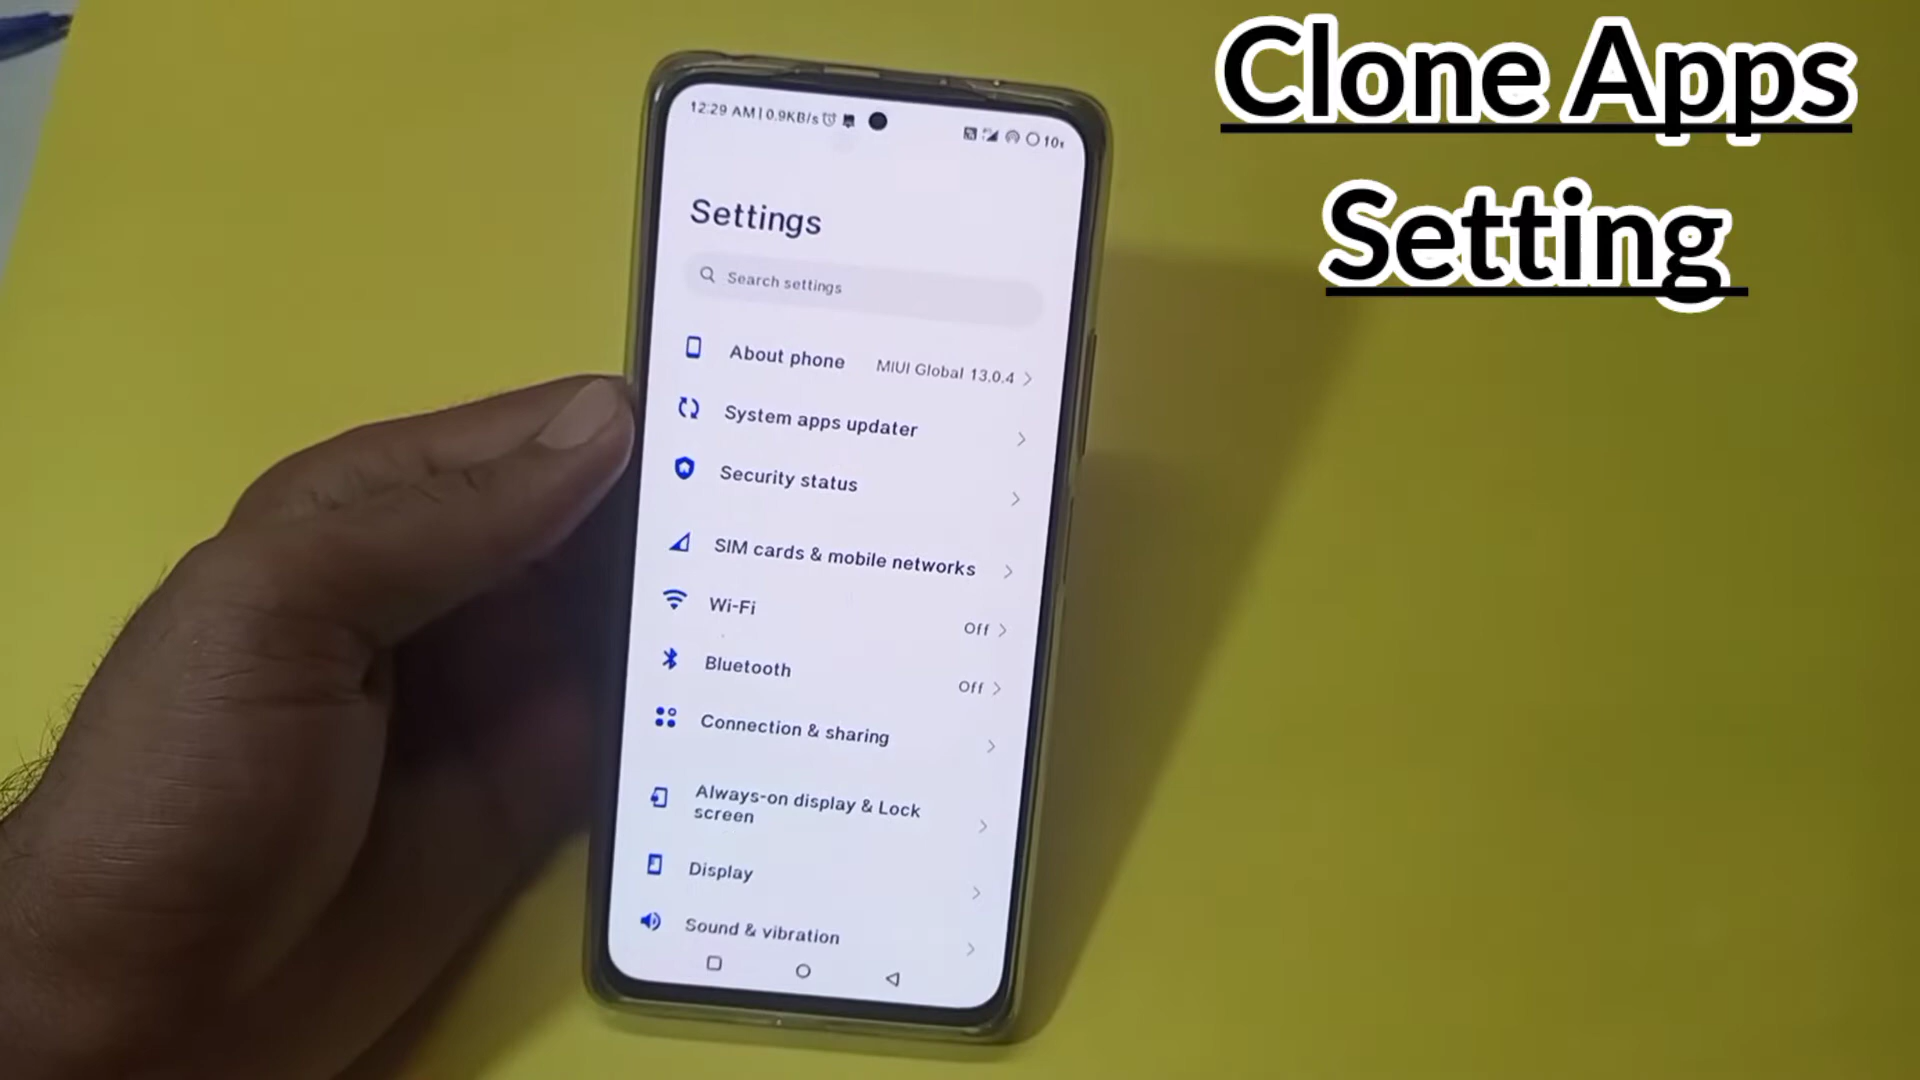 Clone Apps
Setting
12:29 AM | 0.9KB/s
10
Settings
Search settings
About phone MIUI Global 13.0.4
System apps updater
Security status
SIM cards & mobile networks
Wi-Fi Off
Bluetooth Off
Connection & sharing
Always-on display & Lock
screen
Display
Sound & vibration